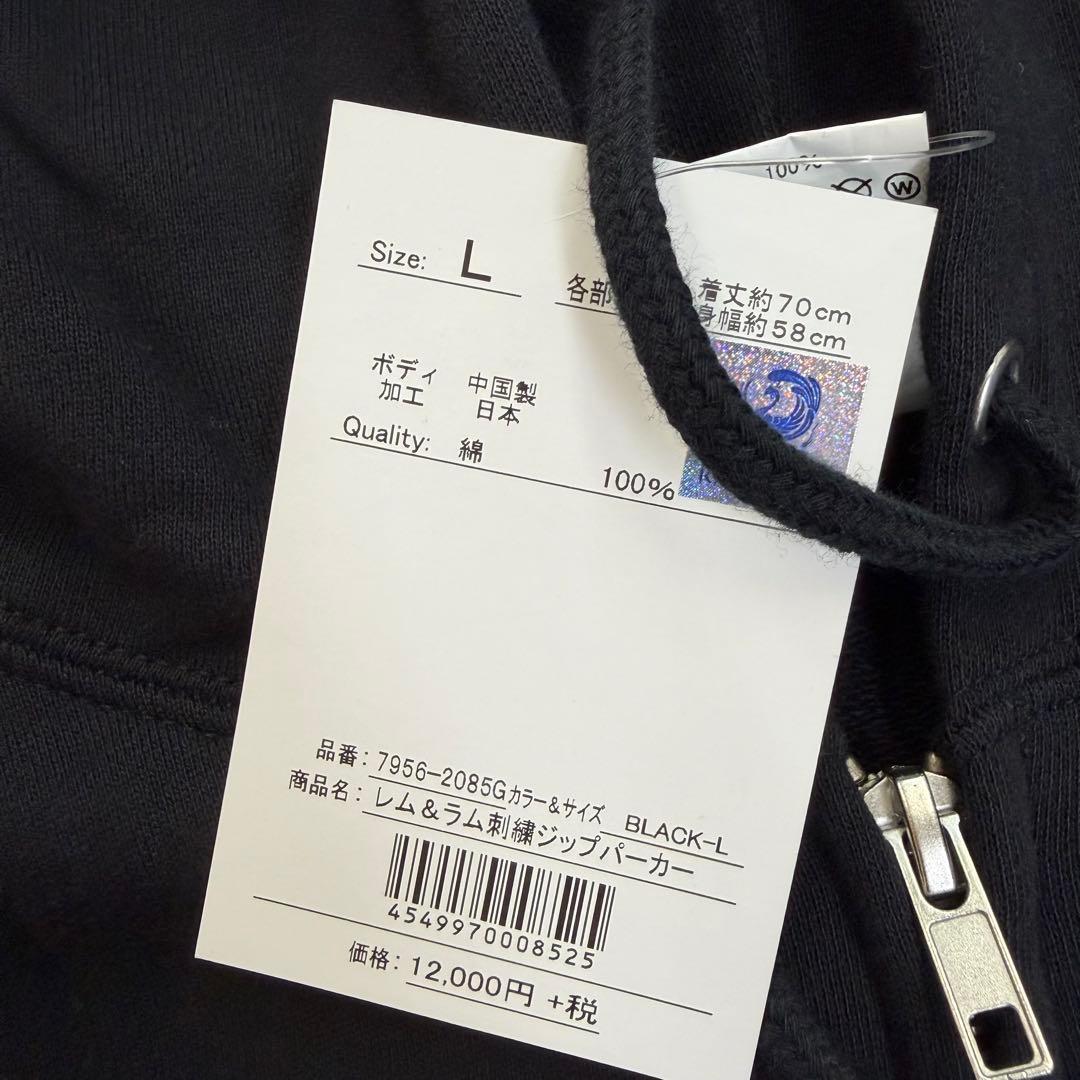 100%
W
Size: L
各部
着丈約70cm
身幅約58cm
ボディ 中国製
加工 日本
Quality: 綿 100%
品番: 7956-2085G カラー&サイズ BLACK-L
商品名: レム&ラム刺繍ジップパーカー
4549970008525
価格: 12,000円 +税